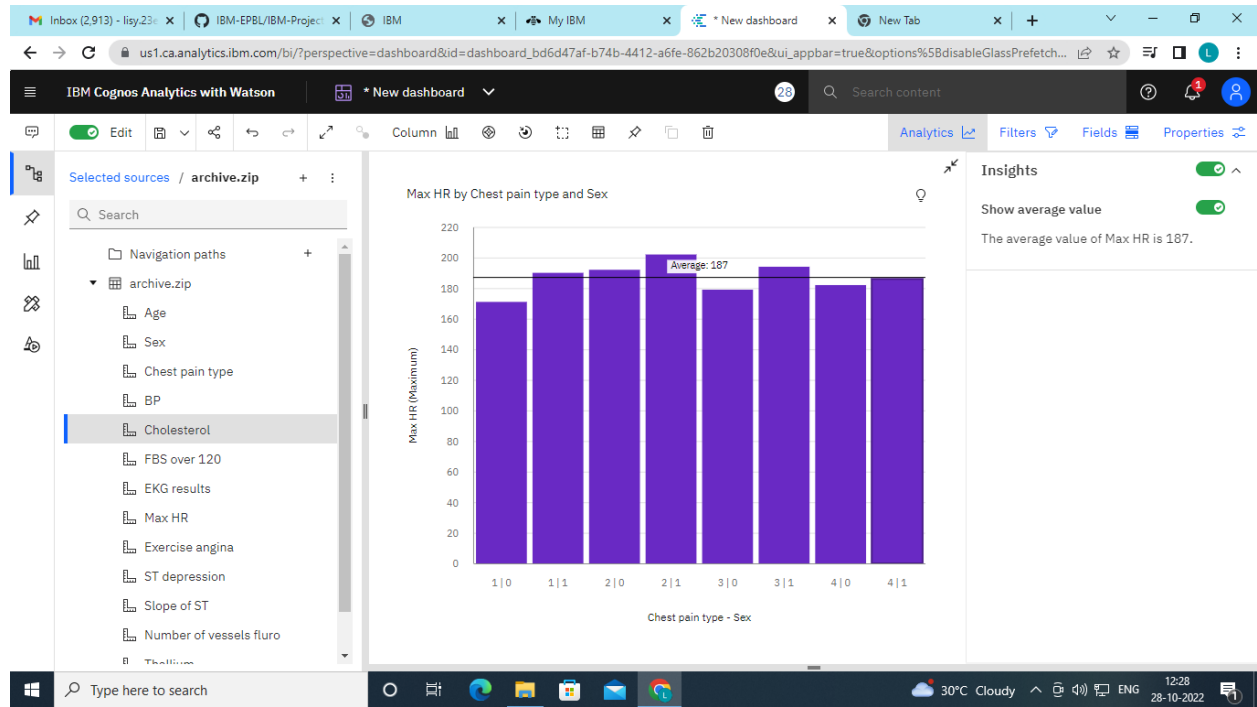 Inbox (2,913) - lisy.23e
IBM-EPBL/IBM-Project
IBM
My IBM
* New dashboard
New Tab
us1.ca.analytics.ibm.com/bi/?perspective=dashboard&id=dashboard_bd6d47af-b74b-4412-a6fe-862b20308f0e&ui_appbar=true&options%5BdisableGlassPrefetch...
L
IBM Cognos Analytics with Watson
* New dashboard
28
Search content
1
Edit
Column
Analytics
Filters
Fields
Properties
Selected sources / archive.zip
Search
Navigation paths
archive.zip
Age
Sex
Chest pain type
BP
Cholesterol
FBS over 120
EKG results
Max HR
Exercise angina
ST depression
Slope of ST
Number of vessels fluro
Thallium
Max HR by Chest pain type and Sex
Max HR (Maximum)
220
200
180
160
140
120
100
80
60
40
20
0
Average: 187
1|0 1|1 2|0 2|1 3|0 3|1 4|0 4|1
Chest pain type - Sex
Insights
Show average value
The average value of Max HR is 187.
Type here to search
L
30°C Cloudy
ENG
12:28
28-10-2022
1